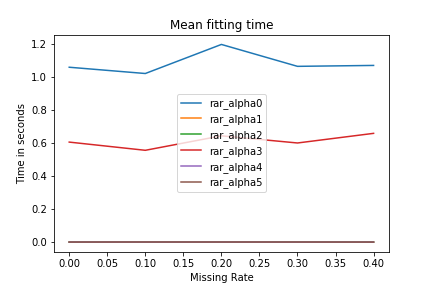 Mean fitting time
1.2
1.0
0.8
0.6
0.4
0.2
0.0
Time in seconds
rar_alpha0
rar_alpha1
rar_alpha2
rar_alpha3
rar_alpha4
rar_alpha5
0.00 0.05 0.10 0.15 0.20 0.25 0.30 0.35 0.40
Missing Rate